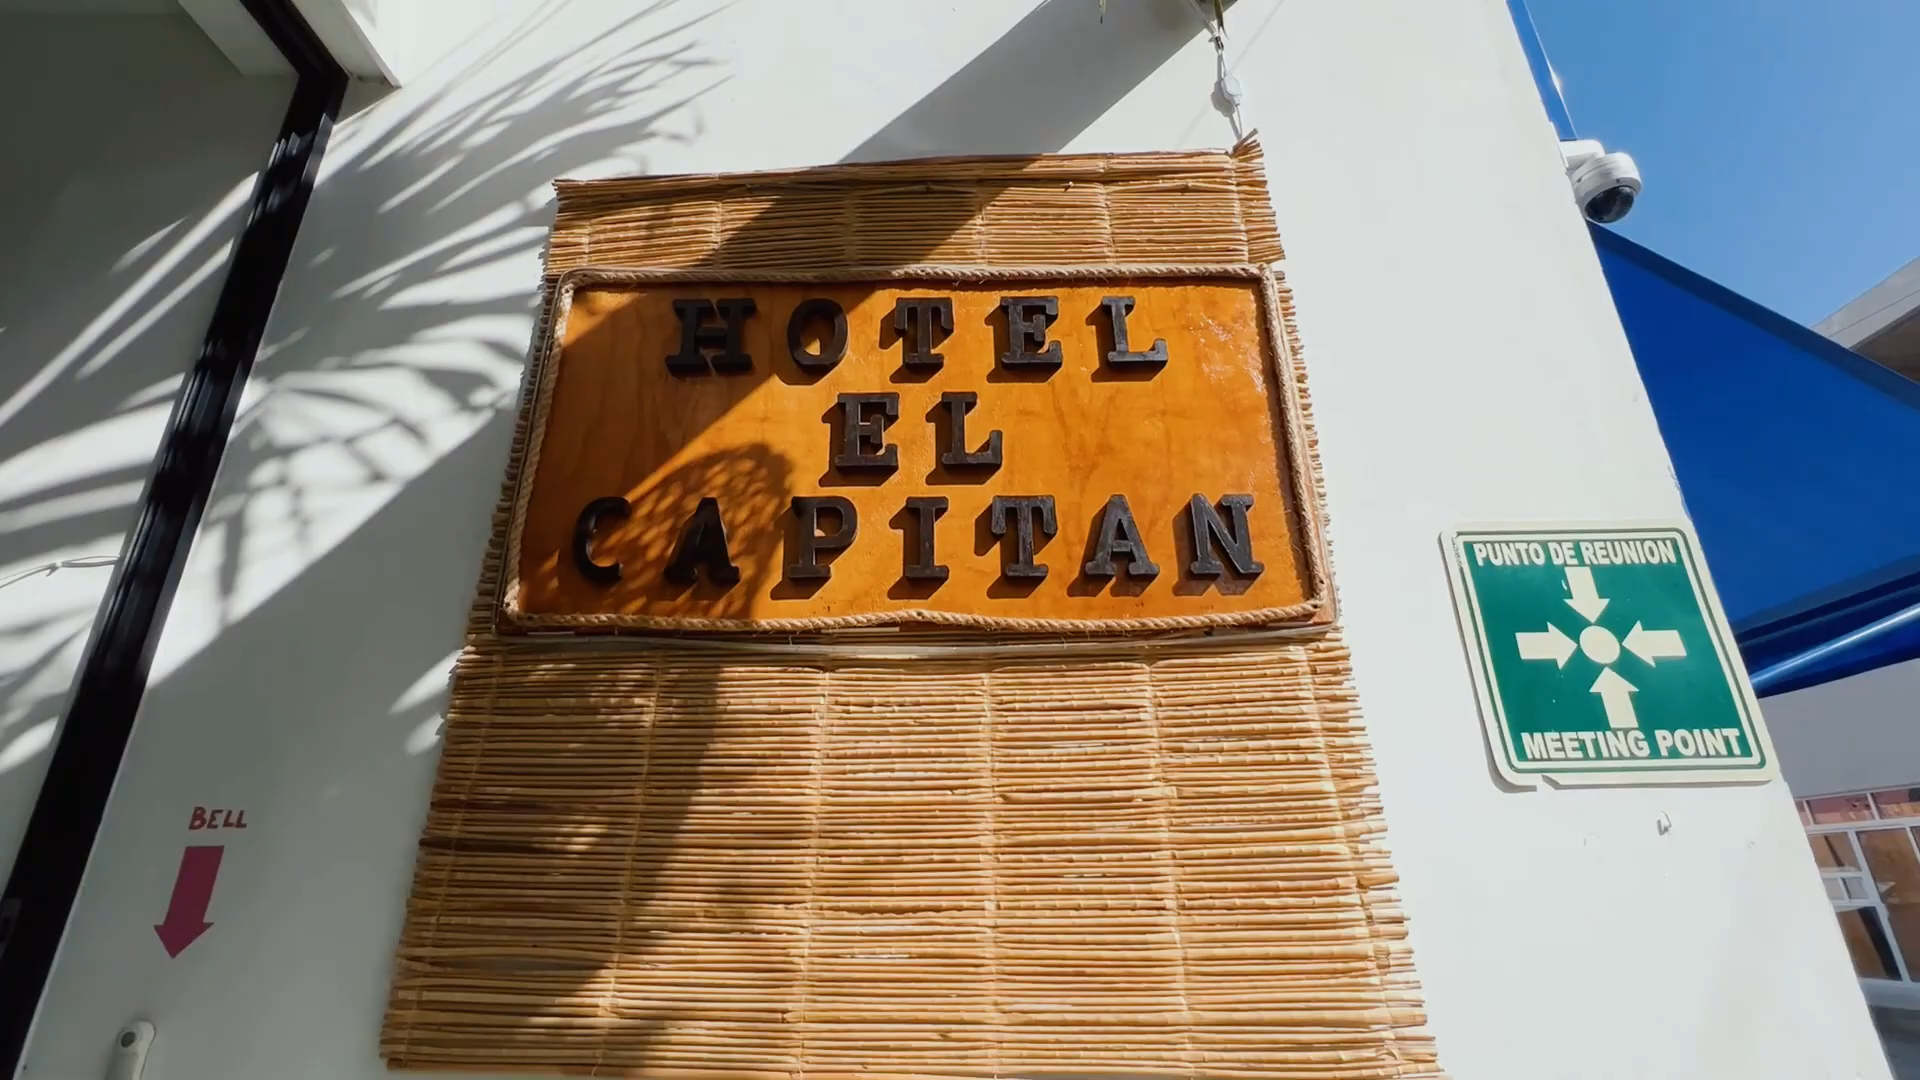 HOTEL
EL
CAPITAN
PUNTO DE REUNION
MEETING POINT
BELL